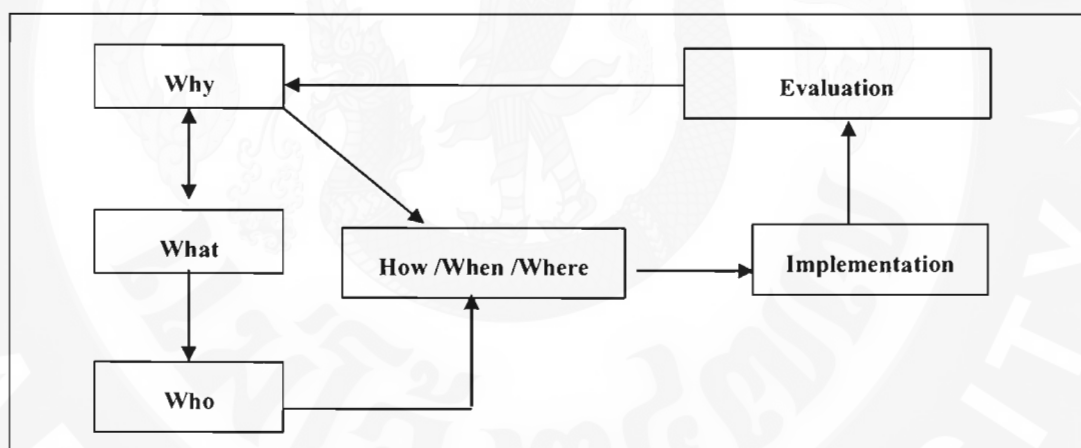 Why
Evaluation
What
How /When /Where
Implementation
Who